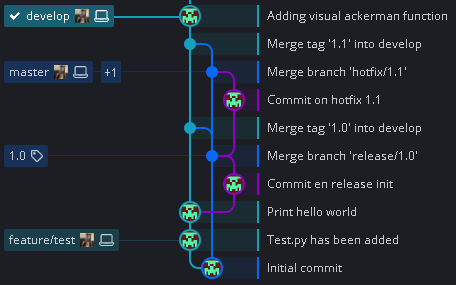 develop Adding visual ackerman function
Merge tag '1.1' into develop
master +1 Merge branch 'hotfix/1.1'
Commit on hotfix 1.1
Merge tag '1.0' into develop
1.0 Merge branch 'release/1.0'
Commit en release init
Print hello world
feature/test Test.py has been added
Initial commit